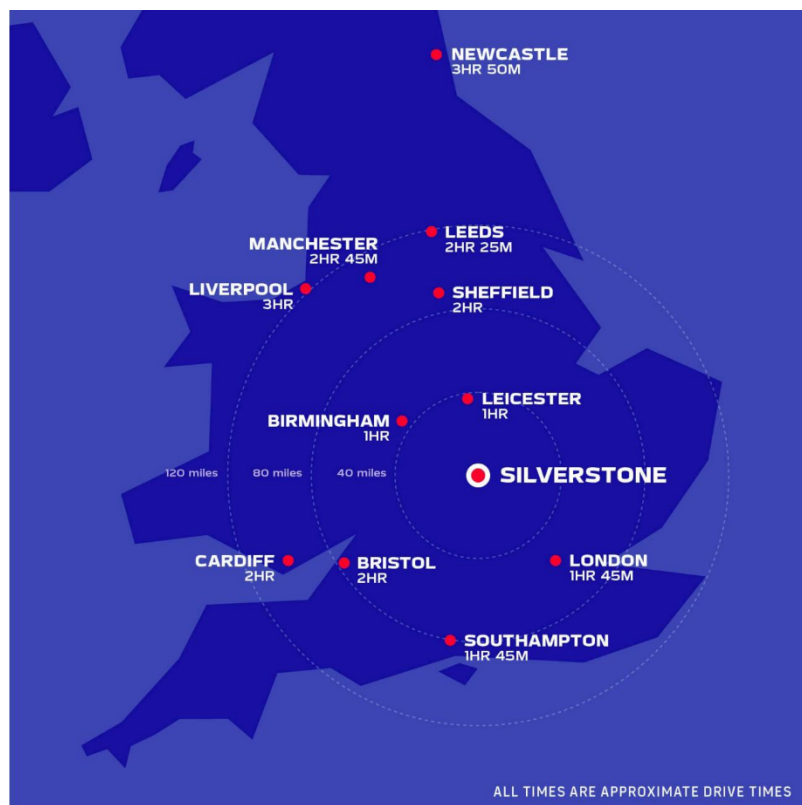 NEWCASTLE
3HR 50M
LEEDS
2HR 25M
MANCHESTER
2HR 45M
LIVERPOOL
3HR
SHEFFIELD
2HR
LEICESTER
1HR
BIRMINGHAM
1HR
120 miles
80 miles
40 miles
SILVERSTONE
CARDIFF
2HR
BRISTOL
2HR
LONDON
1HR 45M
SOUTHAMPTON
1HR 45M
ALL TIMES ARE APPROXIMATE DRIVE TIMES